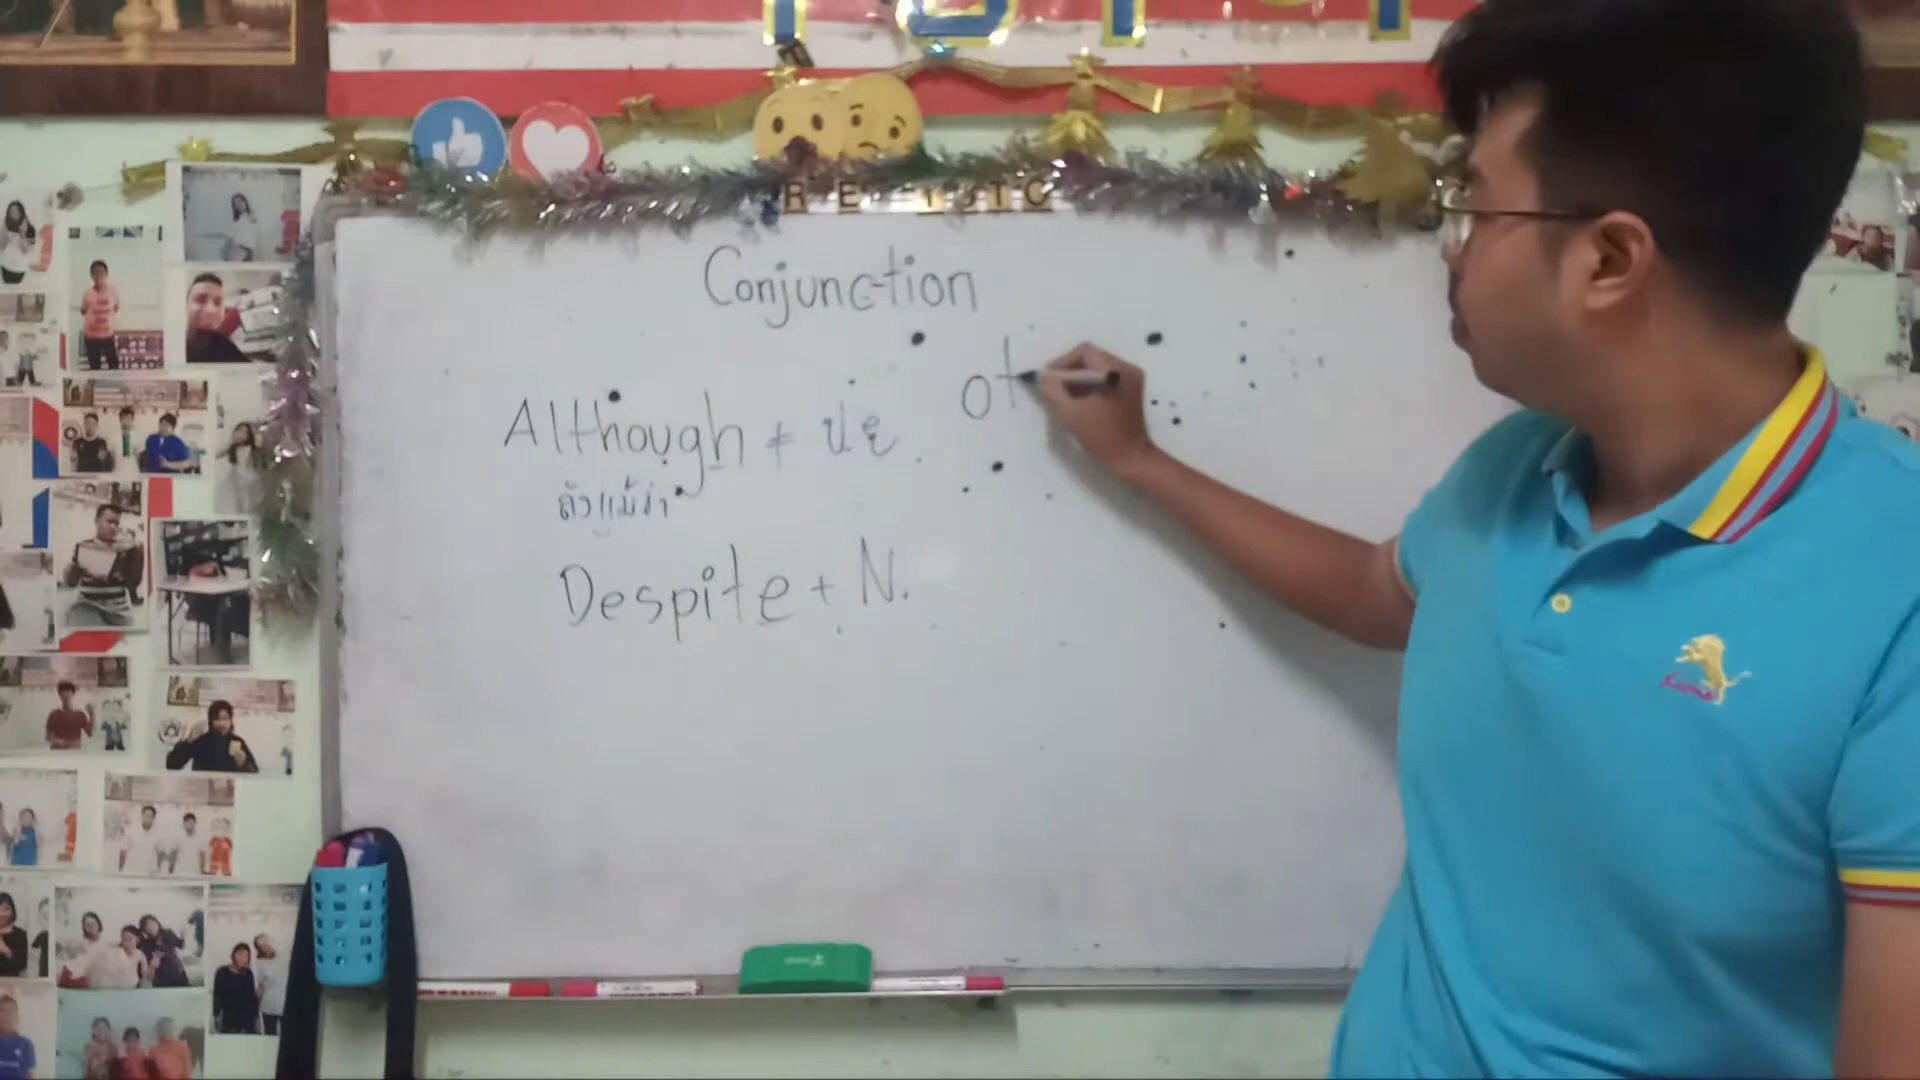 Conjunction
Although + ป.ย. ot
ถึงแม้ว่า
Despite + N.